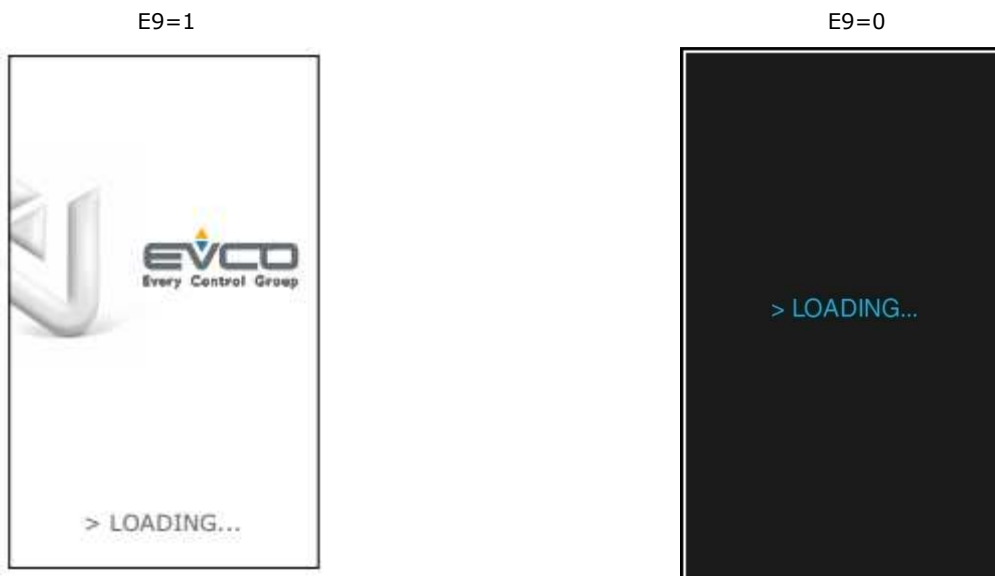 E9=1
E9=0
EVCO
Every Control Group
> LOADING...
> LOADING...